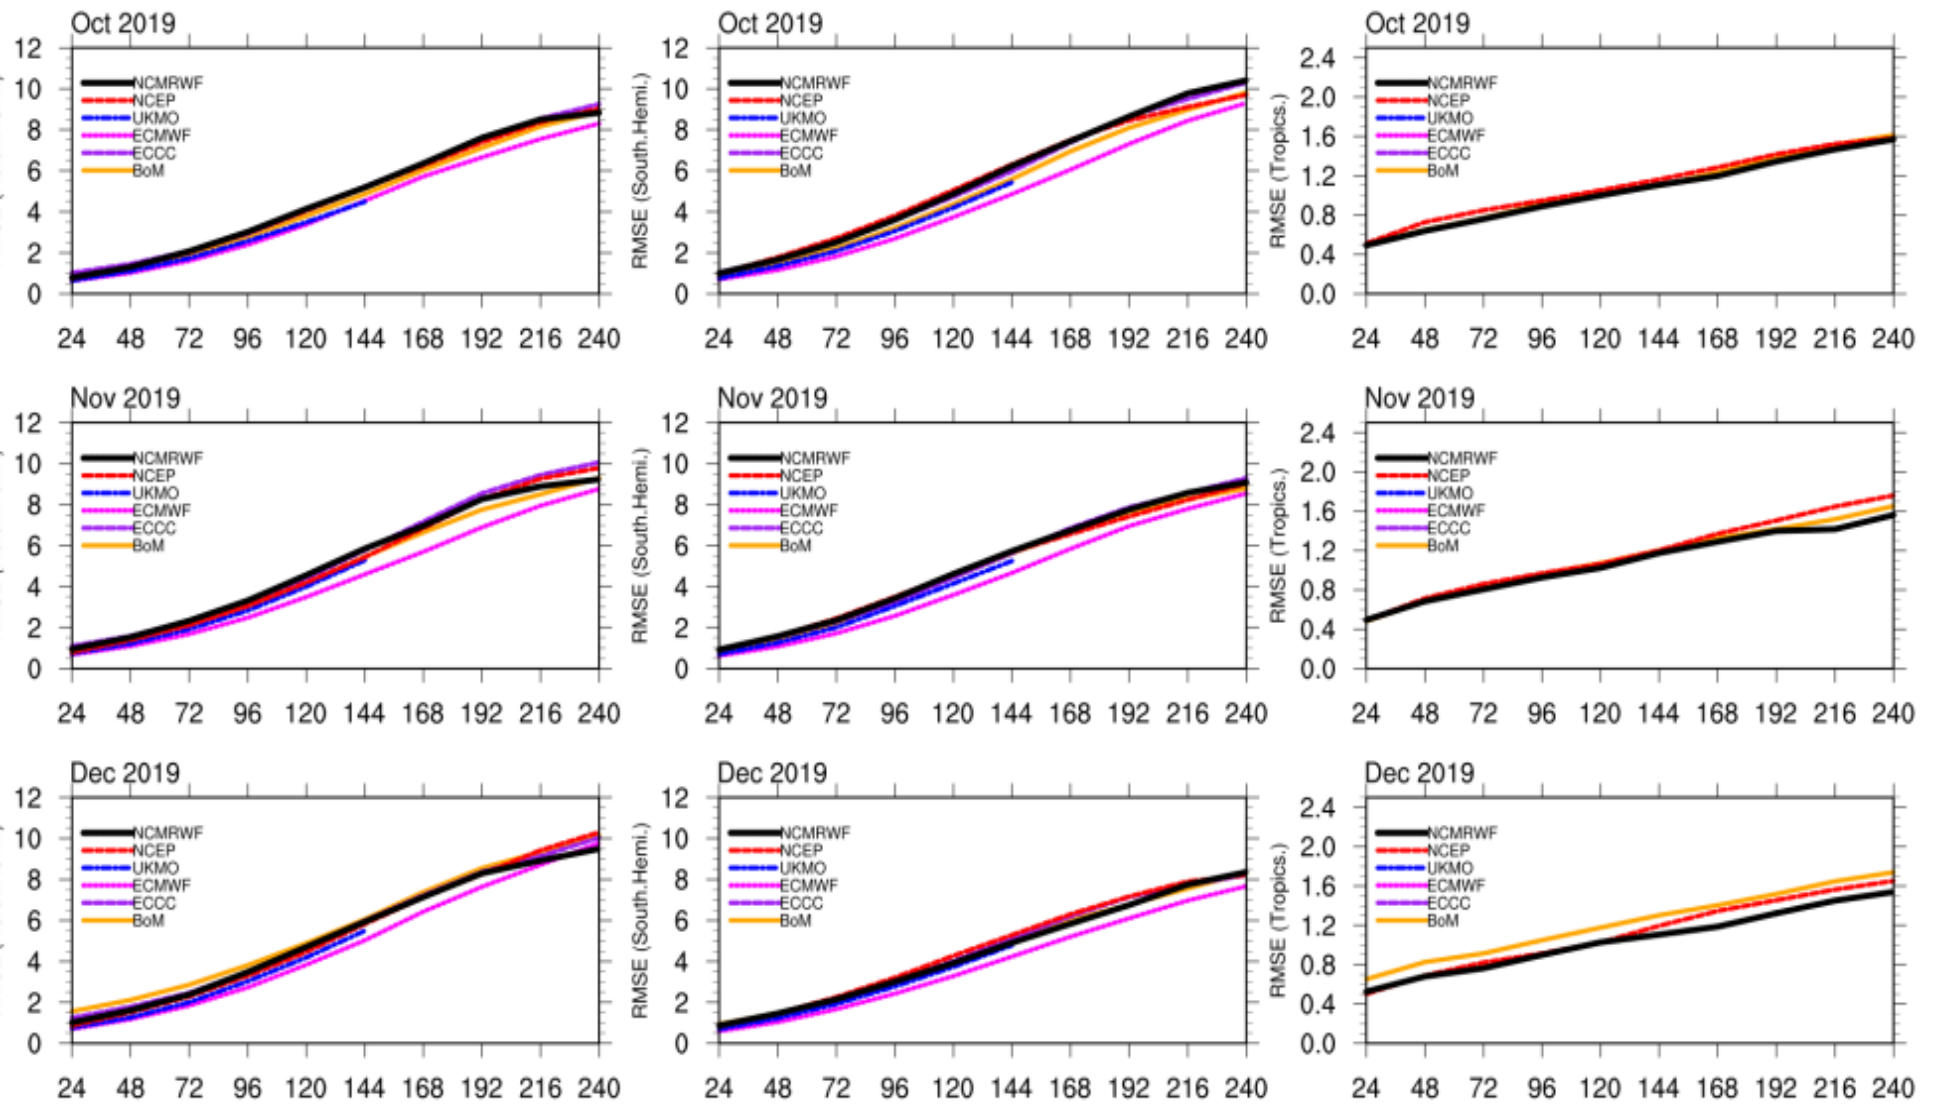 Oct 2019
12
10
8
6
4
2
0
NCMRWF
NCEP
UKMO
ECMWF
ECCC
BoM
24 48 72 96 120 144 168 192 216 240
Oct 2019
RMSE (South.Hemi.)
12
10
8
6
4
2
0
NCMRWF
NCEP
UKMO
ECMWF
ECCC
BoM
24 48 72 96 120 144 168 192 216 240
Oct 2019
RMSE (Tropics.)
2.4
2.0
1.6
1.2
0.8
0.4
0.0
NCMRWF
NCEP
UKMO
ECMWF
ECCC
BoM
24 48 72 96 120 144 168 192 216 240
Nov 2019
12
10
8
6
4
2
0
NCMRWF
NCEP
UKMO
ECMWF
ECCC
BoM
24 48 72 96 120 144 168 192 216 240
Nov 2019
RMSE (South.Hemi.)
12
10
8
6
4
2
0
NCMRWF
NCEP
UKMO
ECMWF
ECCC
BoM
24 48 72 96 120 144 168 192 216 240
Nov 2019
RMSE (Tropics.)
2.4
2.0
1.6
1.2
0.8
0.4
0.0
NCMRWF
NCEP
UKMO
ECMWF
ECCC
BoM
24 48 72 96 120 144 168 192 216 240
Dec 2019
12
10
8
6
4
2
0
NCMRWF
NCEP
UKMO
ECMWF
ECCC
BoM
24 48 72 96 120 144 168 192 216 240
Dec 2019
RMSE (South.Hemi.)
12
10
8
6
4
2
0
NCMRWF
NCEP
UKMO
ECMWF
ECCC
BoM
24 48 72 96 120 144 168 192 216 240
Dec 2019
RMSE (Tropics.)
2.4
2.0
1.6
1.2
0.8
0.4
0.0
NCMRWF
NCEP
UKMO
ECMWF
ECCC
BoM
24 48 72 96 120 144 168 192 216 240